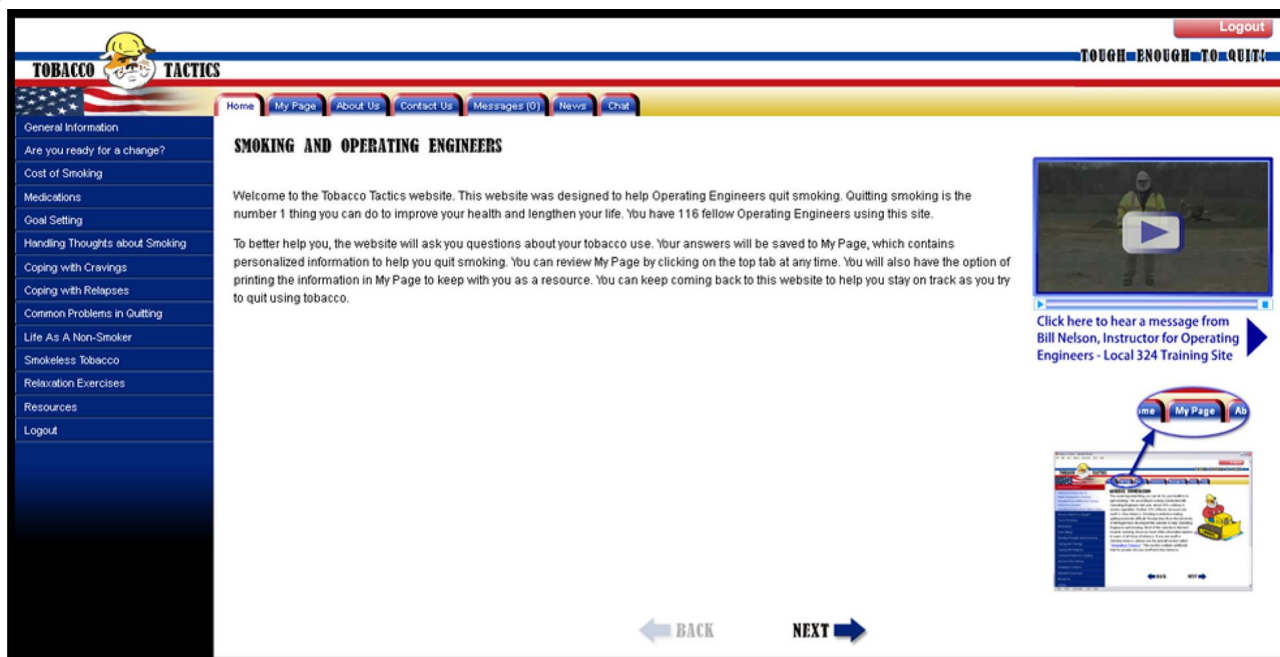 Logout
TOUGH ENOUGH TO QUIT!
TOBACCO TACTICS
Home My Page About Us Contact Us Messages (0) News Chat
General Information
Are you ready for a change?
Cost of Smoking
Medications
Goal Setting
Handling Thoughts about Smoking
Coping with Cravings
Coping with Relapses
Common Problems in Quitting
Life As A Non-Smoker
Smokeless Tobacco
Relaxation Exercises
Resources
Logout
SMOKING AND OPERATING ENGINEERS
Welcome to the Tobacco Tactics website. This website was designed to help Operating Engineers quit smoking. Quitting smoking is the
number 1 thing you can do to improve your health and lengthen your life. You have 116 fellow Operating Engineers using this site.
To better help you, the website will ask you questions about your tobacco use. Your answers will be saved to My Page, which contains
personalized information to help you quit smoking. You can review My Page by clicking on the top tab at any time. You will also have the option of
printing the information in My Page to keep with you as a resource. You can keep coming back to this website to help you stay on track as you try
to quit using tobacco.
Click here to hear a message from
Bill Nelson, Instructor for Operating
Engineers - Local 324 Training Site
me My Page Ab
BACK NEXT